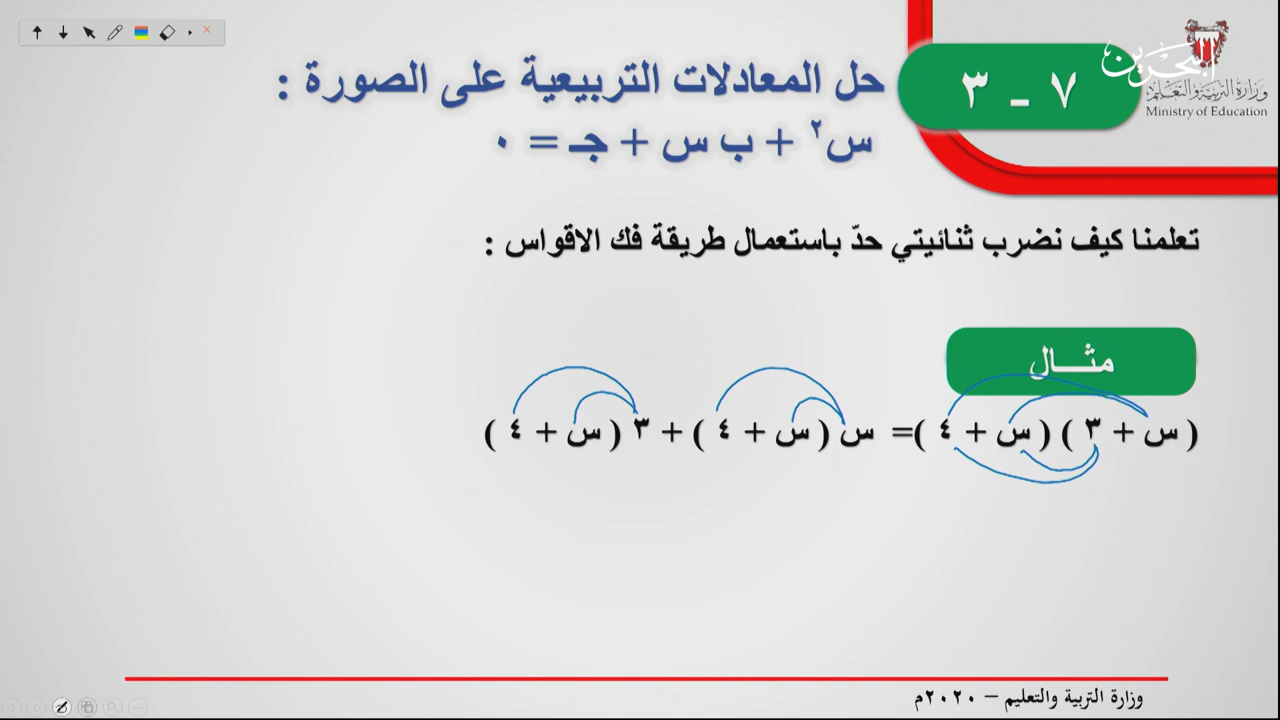 البحرين
وزارة التربية والتعليم
Ministry of Education
٧ - ٣
حل المعادلات التربيعية على الصورة :
س٢ + ب س + جـ = ٠
تعلمنا كيف نضرب ثنائيتي حدّ باستعمال طريقة فك الاقواس :
مثـــال
( س + ٣ ) ( س + ٤ )= س ( س + ٤ ) + ٣ ( س + ٤ )
وزارة التربية والتعليم – ٢٠٢٠م